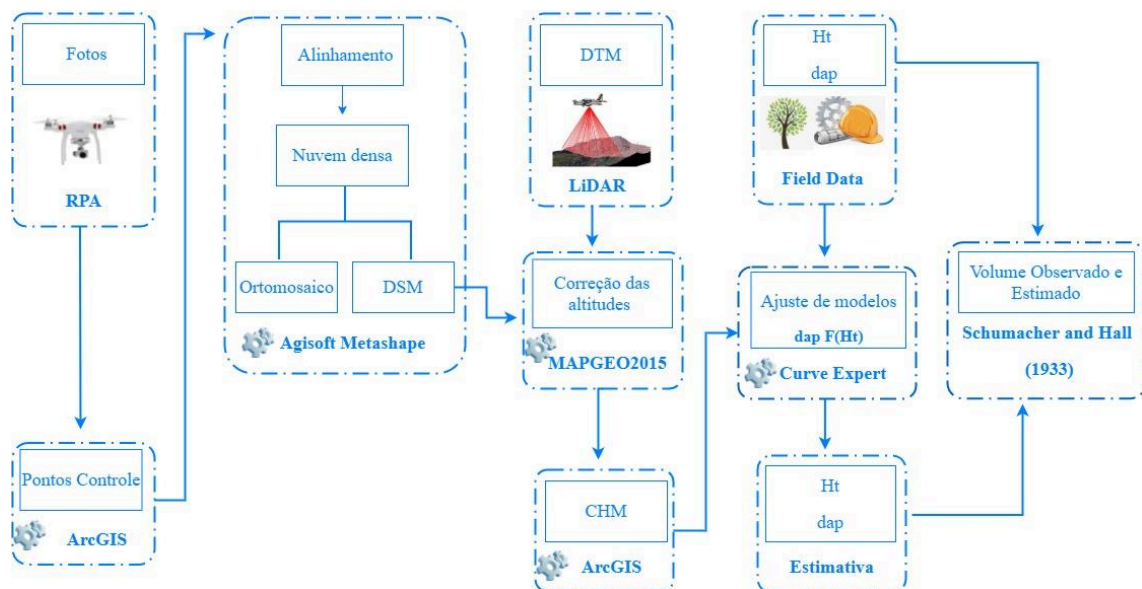 Fotos
RPA
Pontos Controle
ArcGIS
Alinhamento
Nuvem densa
Ortomosaico
DSM
Agisoft Metashape
DTM
LiDAR
Correção das
altitudes
MAPGEO2015
CHM
ArcGIS
Ht
dap
Field Data
Ajuste de modelos
dap F(Ht)
Curve Expert
Ht
dap
Estimativa
Volume Observado e
Estimado
Schumacher and Hall
(1933)